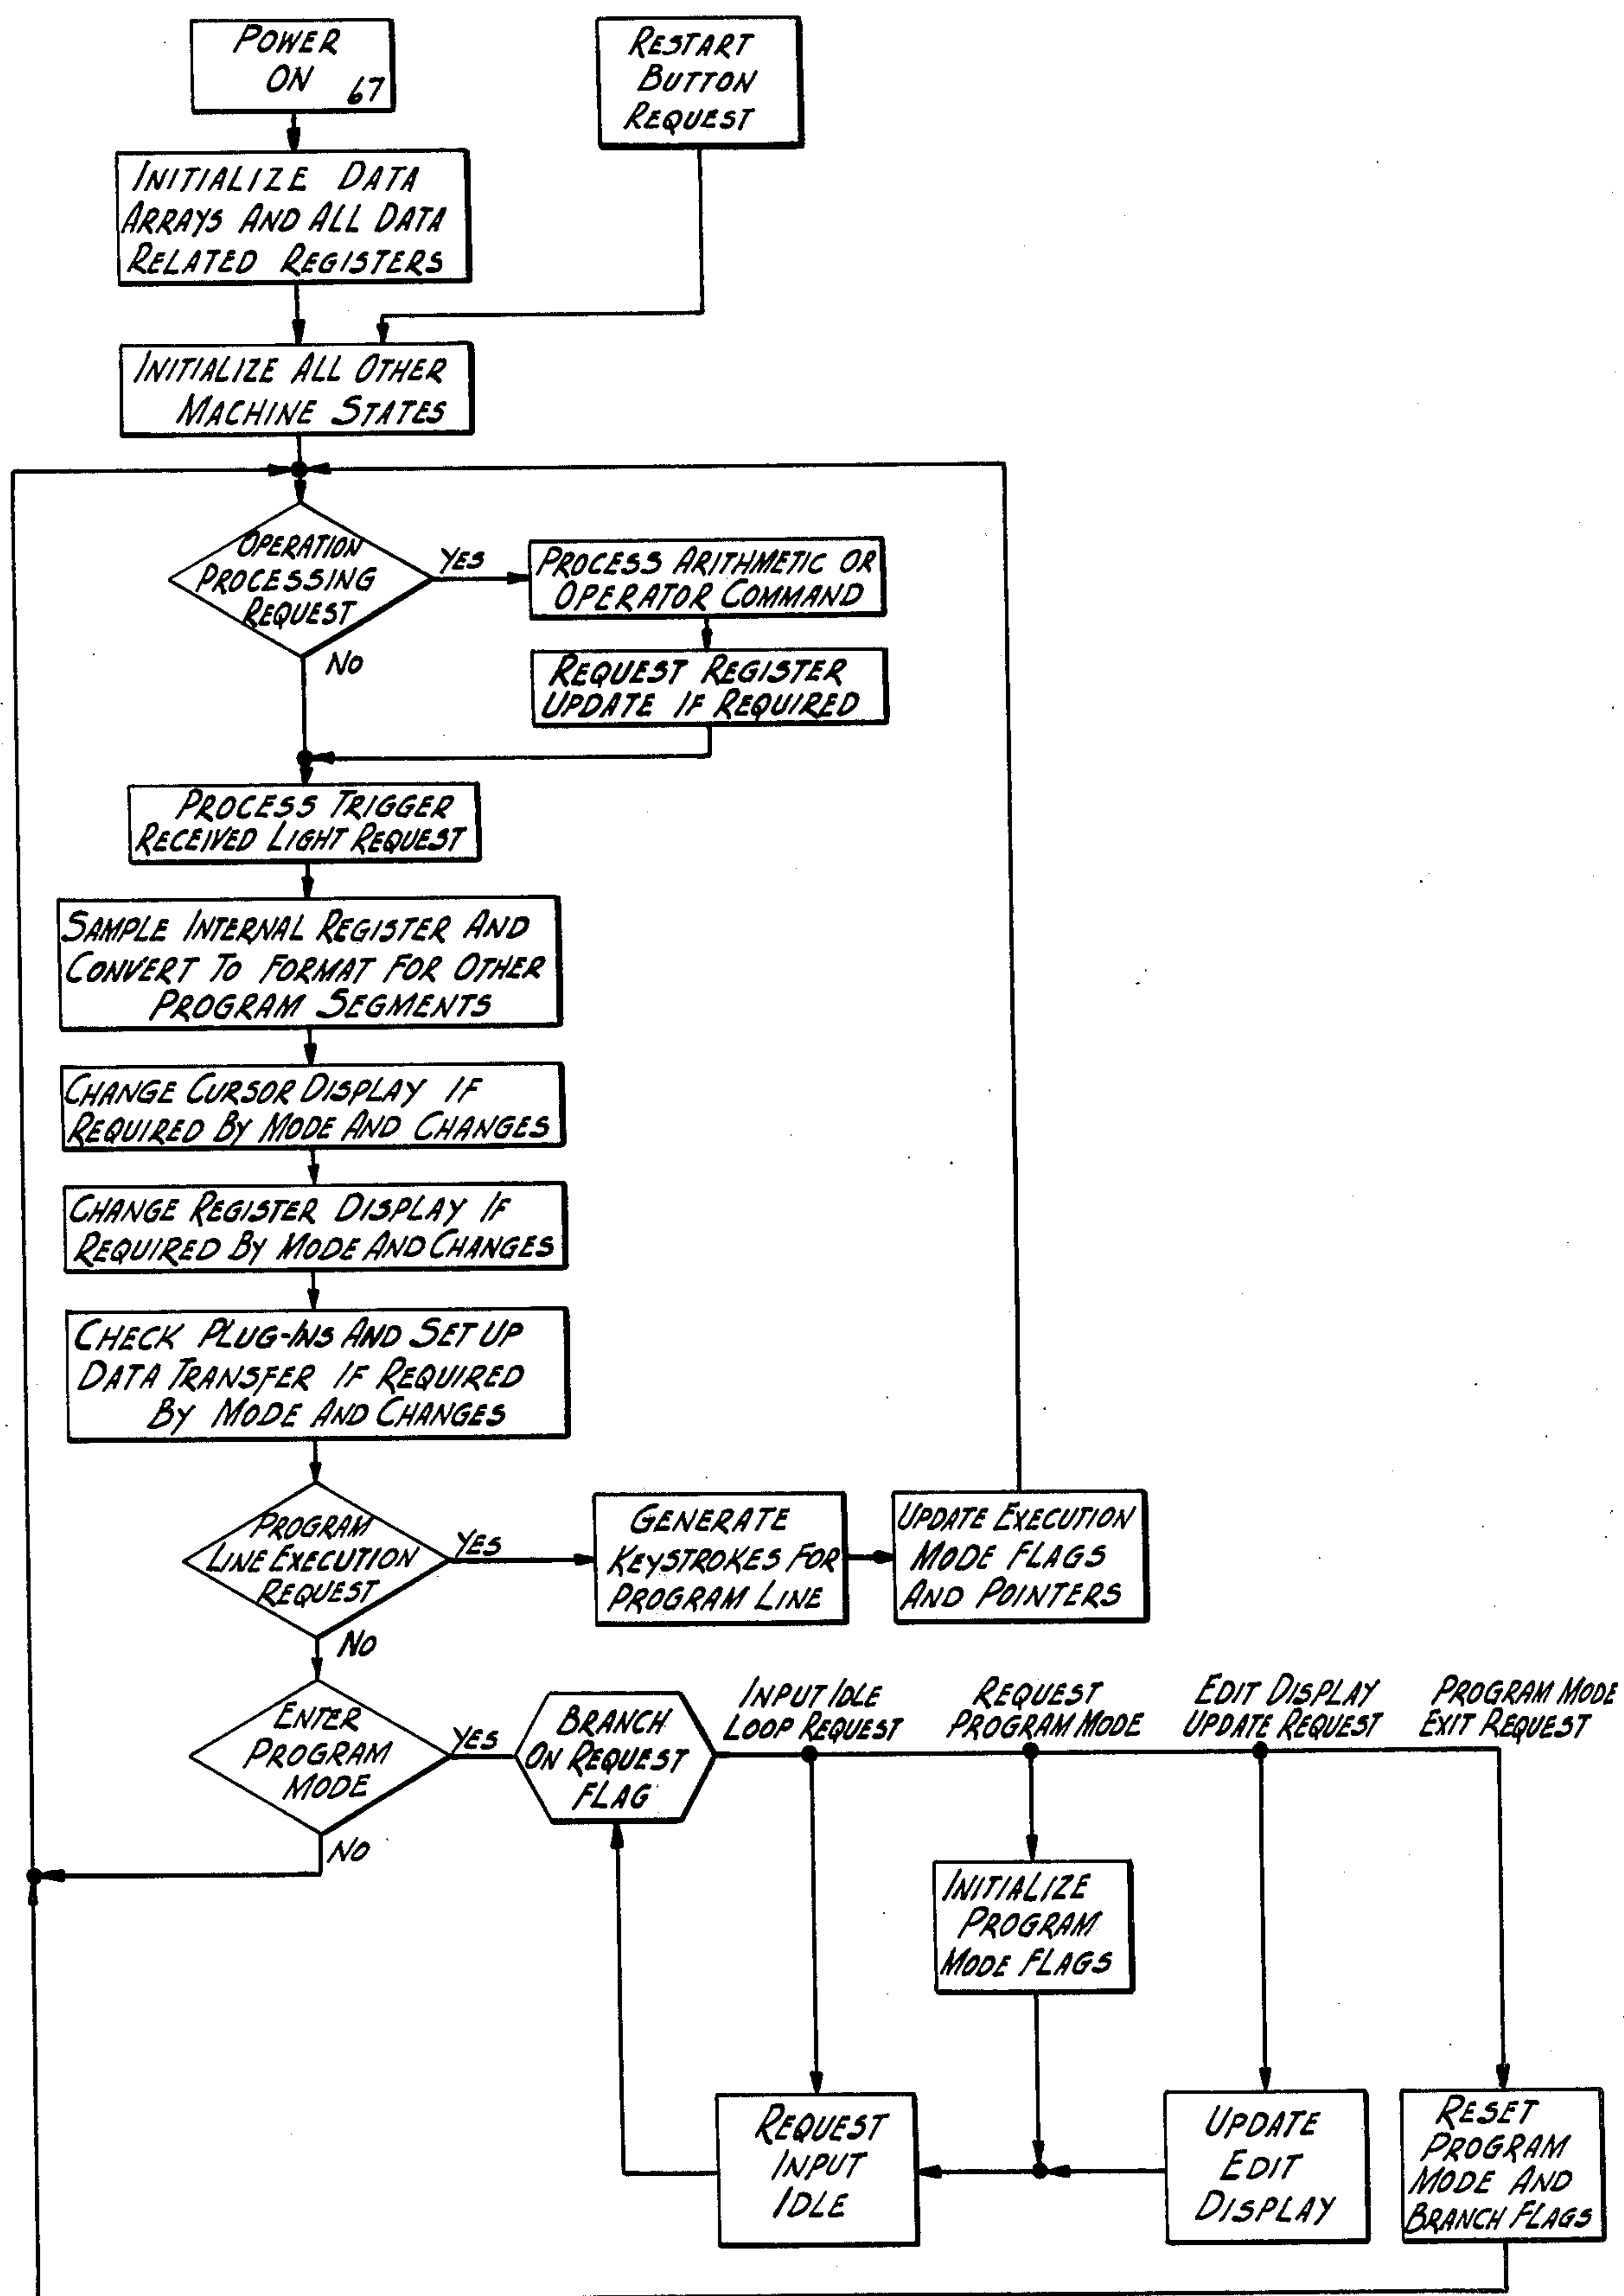 POWER
ON 67
RESTART
BUTTON
REQUEST
INITIALIZE DATA
ARRAYS AND ALL DATA
RELATED REGISTERS
INITIALIZE ALL OTHER
MACHINE STATES
OPERATION
PROCESSING
REQUEST
YES
NO
PROCESS ARITHMETIC OR
OPERATOR COMMAND
REQUEST REGISTER
UPDATE IF REQUIRED
PROCESS TRIGGER
RECEIVED LIGHT REQUEST
SAMPLE INTERNAL REGISTER AND
CONVERT TO FORMAT FOR OTHER
PROGRAM SEGMENTS
CHANGE CURSOR DISPLAY IF
REQUIRED BY MODE AND CHANGES
CHANGE REGISTER DISPLAY IF
REQUIRED BY MODE AND CHANGES
CHECK PLUG-INS AND SET UP
DATA TRANSFER IF REQUIRED
BY MODE AND CHANGES
PROGRAM
LINE EXECUTION
REQUEST
YES
NO
GENERATE
KEYSTROKES FOR
PROGRAM LINE
UPDATE EXECUTION
MODE FLAGS
AND POINTERS
ENTER
PROGRAM
MODE
YES
NO
BRANCH
ON REQUEST
FLAG
INPUT IDLE
LOOP REQUEST
REQUEST
PROGRAM MODE
EDIT DISPLAY
UPDATE REQUEST
PROGRAM MODE
EXIT REQUEST
INITIALIZE
PROGRAM
MODE FLAGS
REQUEST
INPUT
IDLE
UPDATE
EDIT
DISPLAY
RESET
PROGRAM
MODE AND
BRANCH FLAGS